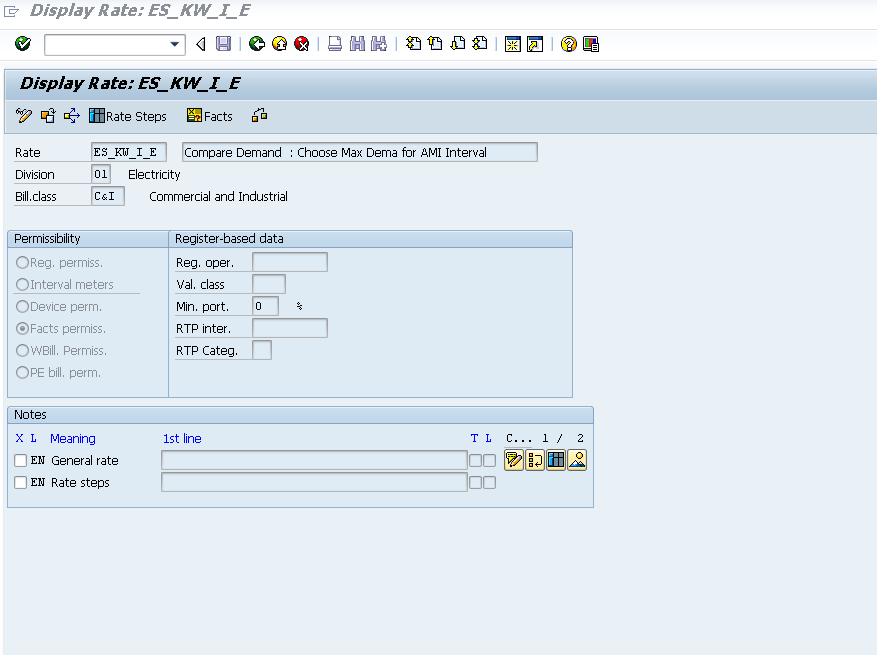 Display Rate: ES_KW_I_E
Display Rate: ES_KW_I_E
Rate Steps Facts
Rate ES_KW_I_E Compare Demand : Choose Max Dema for AMI Interval
Division 01 Electricity
Bill.class C&I Commercial and Industrial
Permissibility Register-based data
Reg. permiss. Reg. oper.
Interval meters Val. class
Device perm. Min. port. 0 %
Facts permiss. RTP inter.
WBill. Permiss. RTP Categ.
PE bill. perm.
Notes
X L Meaning 1st line T L C... 1 / 2
EN General rate
EN Rate steps